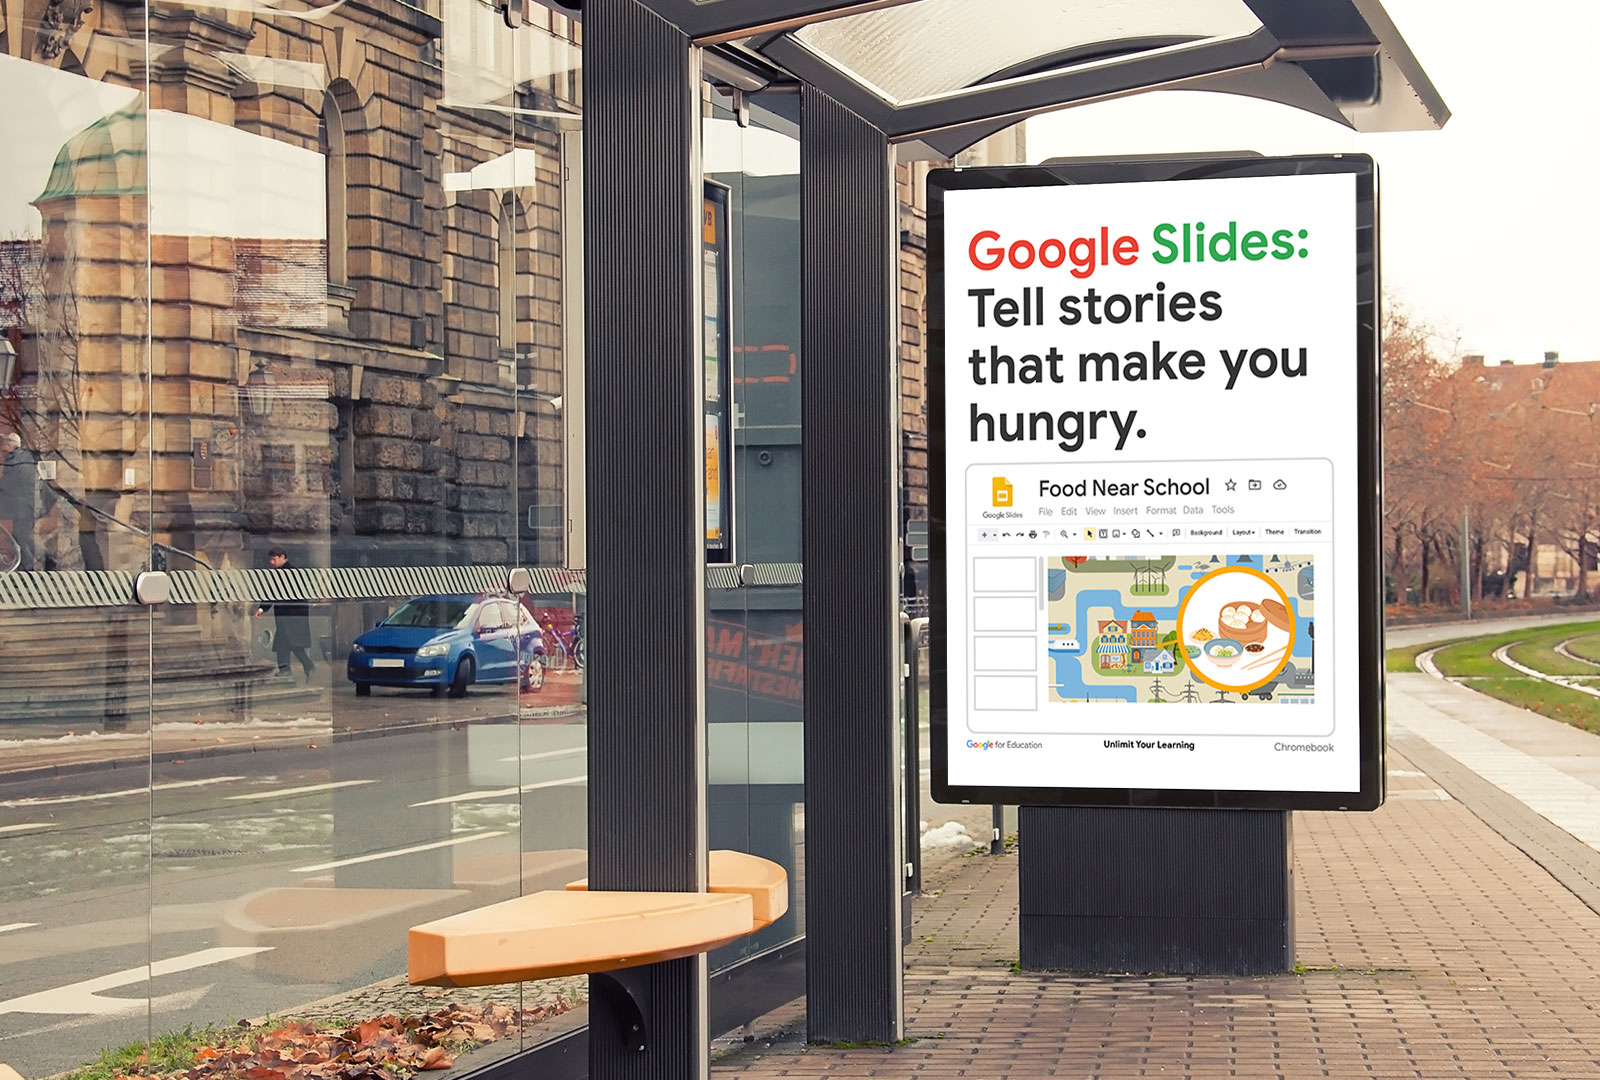 Google Slides:
Tell stories
that make you
hungry.
Food Near School
Google Slides
File Edit View Insert Format Data Tools
Background Layout Theme Transition
Google for Education
Unlimit Your Learning
Chromebook